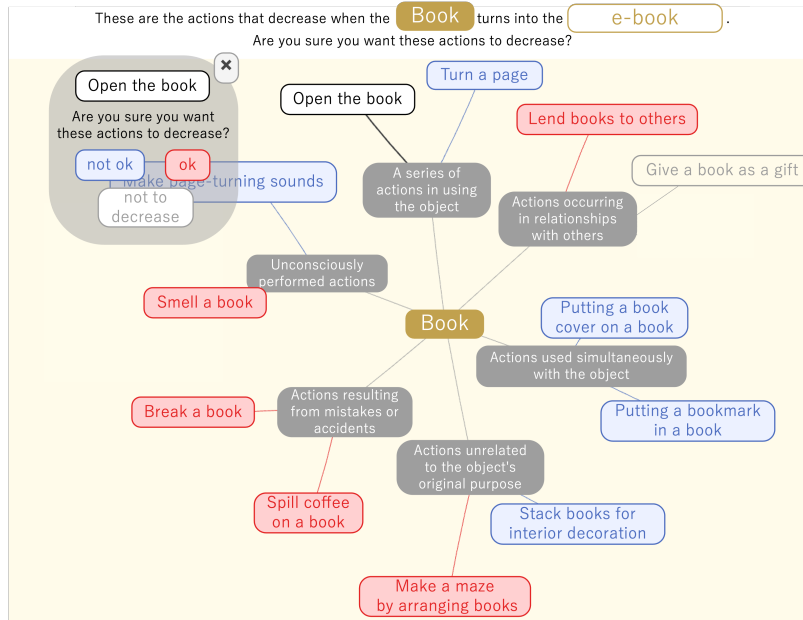 These are the actions that decrease when the Book turns into the e-book .
Are you sure you want these actions to decrease?
Open the book
Are you sure you want
these actions to decrease?
not ok
ok
not to
decrease
Make page-turning sounds
Open the book
Turn a page
Lend books to others
Give a book as a gift
A series of
actions in using
the object
Actions occurring
in relationships
with others
Unconsciously
performed actions
Smell a book
Book
Putting a book
cover on a book
Actions used simultaneously
with the object
Putting a bookmark
in a book
Break a book
Actions resulting
from mistakes or
accidents
Actions unrelated
to the object's
original purpose
Spill coffee
on a book
Stack books for
interior decoration
Make a maze
by arranging books